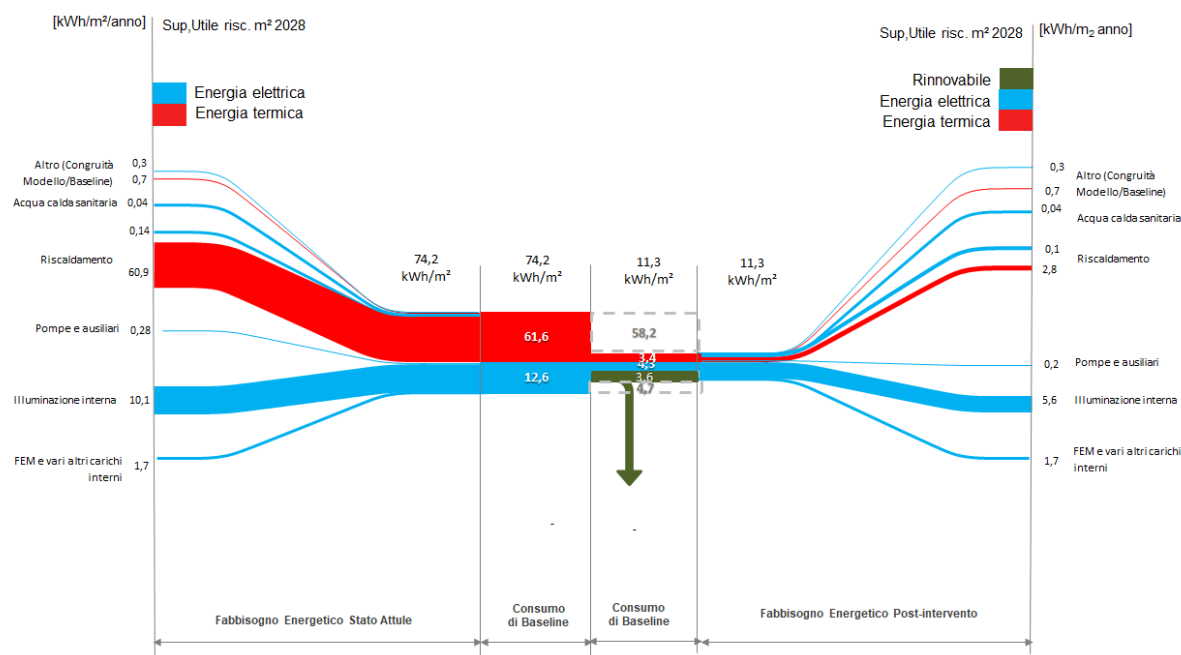 [kWh/m²/anno]
Sup,Utile risc. m² 2028
Sup,Utile risc. m² 2028
[kWh/m₂ anno]
Energia elettrica
Energia termica
Rinnovabile
Energia elettrica
Energia termica
Altro (Congruità
Modello/Baseline)
0,3
0,7
Acqua calda sanitaria
0,04
0,14
Riscaldamento
60,9
Pompe e ausiliari
0,28
Illuminazione interna
10,1
FEM e vari altri carichi
interni
1,7
74,2
kWh/m²
74,2
kWh/m²
11,3
kWh/m²
11,3
kWh/m²
61,6
12,6
58,2
3,4
4,3
3,6
4,7
-
-
0,3
0,7
Altro (Congruità
Modello/Baseline)
0,04
Acqua calda sanitaria
0,1
2,8
Riscaldamento
0,2
Pompe e ausiliari
5,6
Illuminazione interna
1,7
FEM e vari altri carichi
interni
Fabbisogno Energetico Stato Attule
Consumo
di Baseline
Consumo
di Baseline
Fabbisogno Energetico Post-intervento